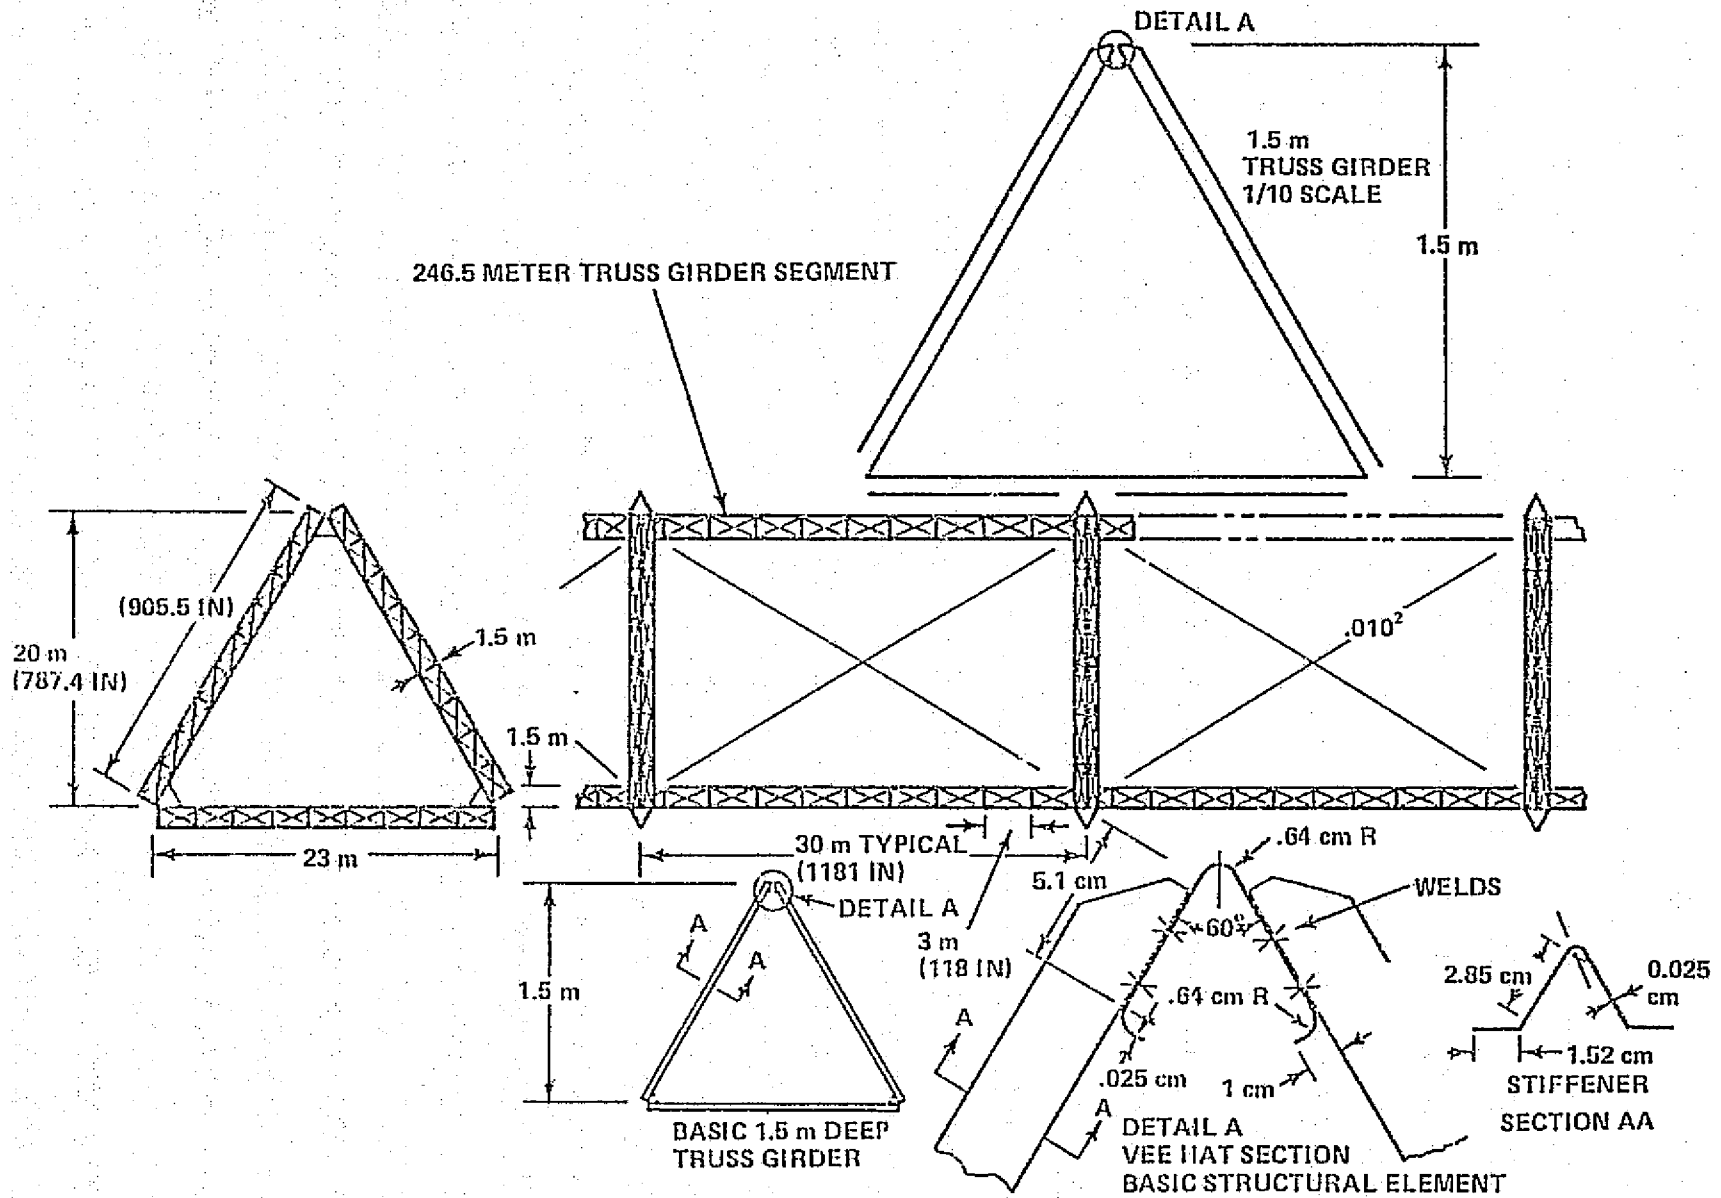 DETAIL A
1.5 m
TRUSS GIRDER
1/10 SCALE
1.5 m
246.5 METER TRUSS GIRDER SEGMENT
(905.5 IN)
20 m
(787.4 IN)
1.5 m
.010²
1.5 m
23 m
30 m TYPICAL
(1181 IN)
5.1 cm
.64 cm R
WELDS
DETAIL A
60°
A
A
3 m
(118 IN)
2.85 cm
0.025
cm
1.5 m
.64 cm R
A
.025 cm
1 cm
1.52 cm
STIFFENER
A
SECTION AA
BASIC 1.5 m DEEP
TRUSS GIRDER
DETAIL A
VEE HAT SECTION
BASIC STRUCTURAL ELEMENT